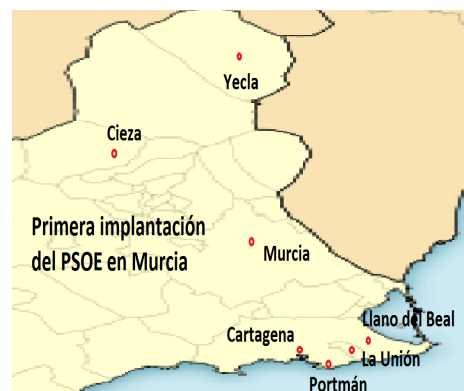 Yecla
Cieza
Primera implantación
del PSOE en Murcia
Murcia
Llano del Beal
Cartagena
La Unión
Portmán